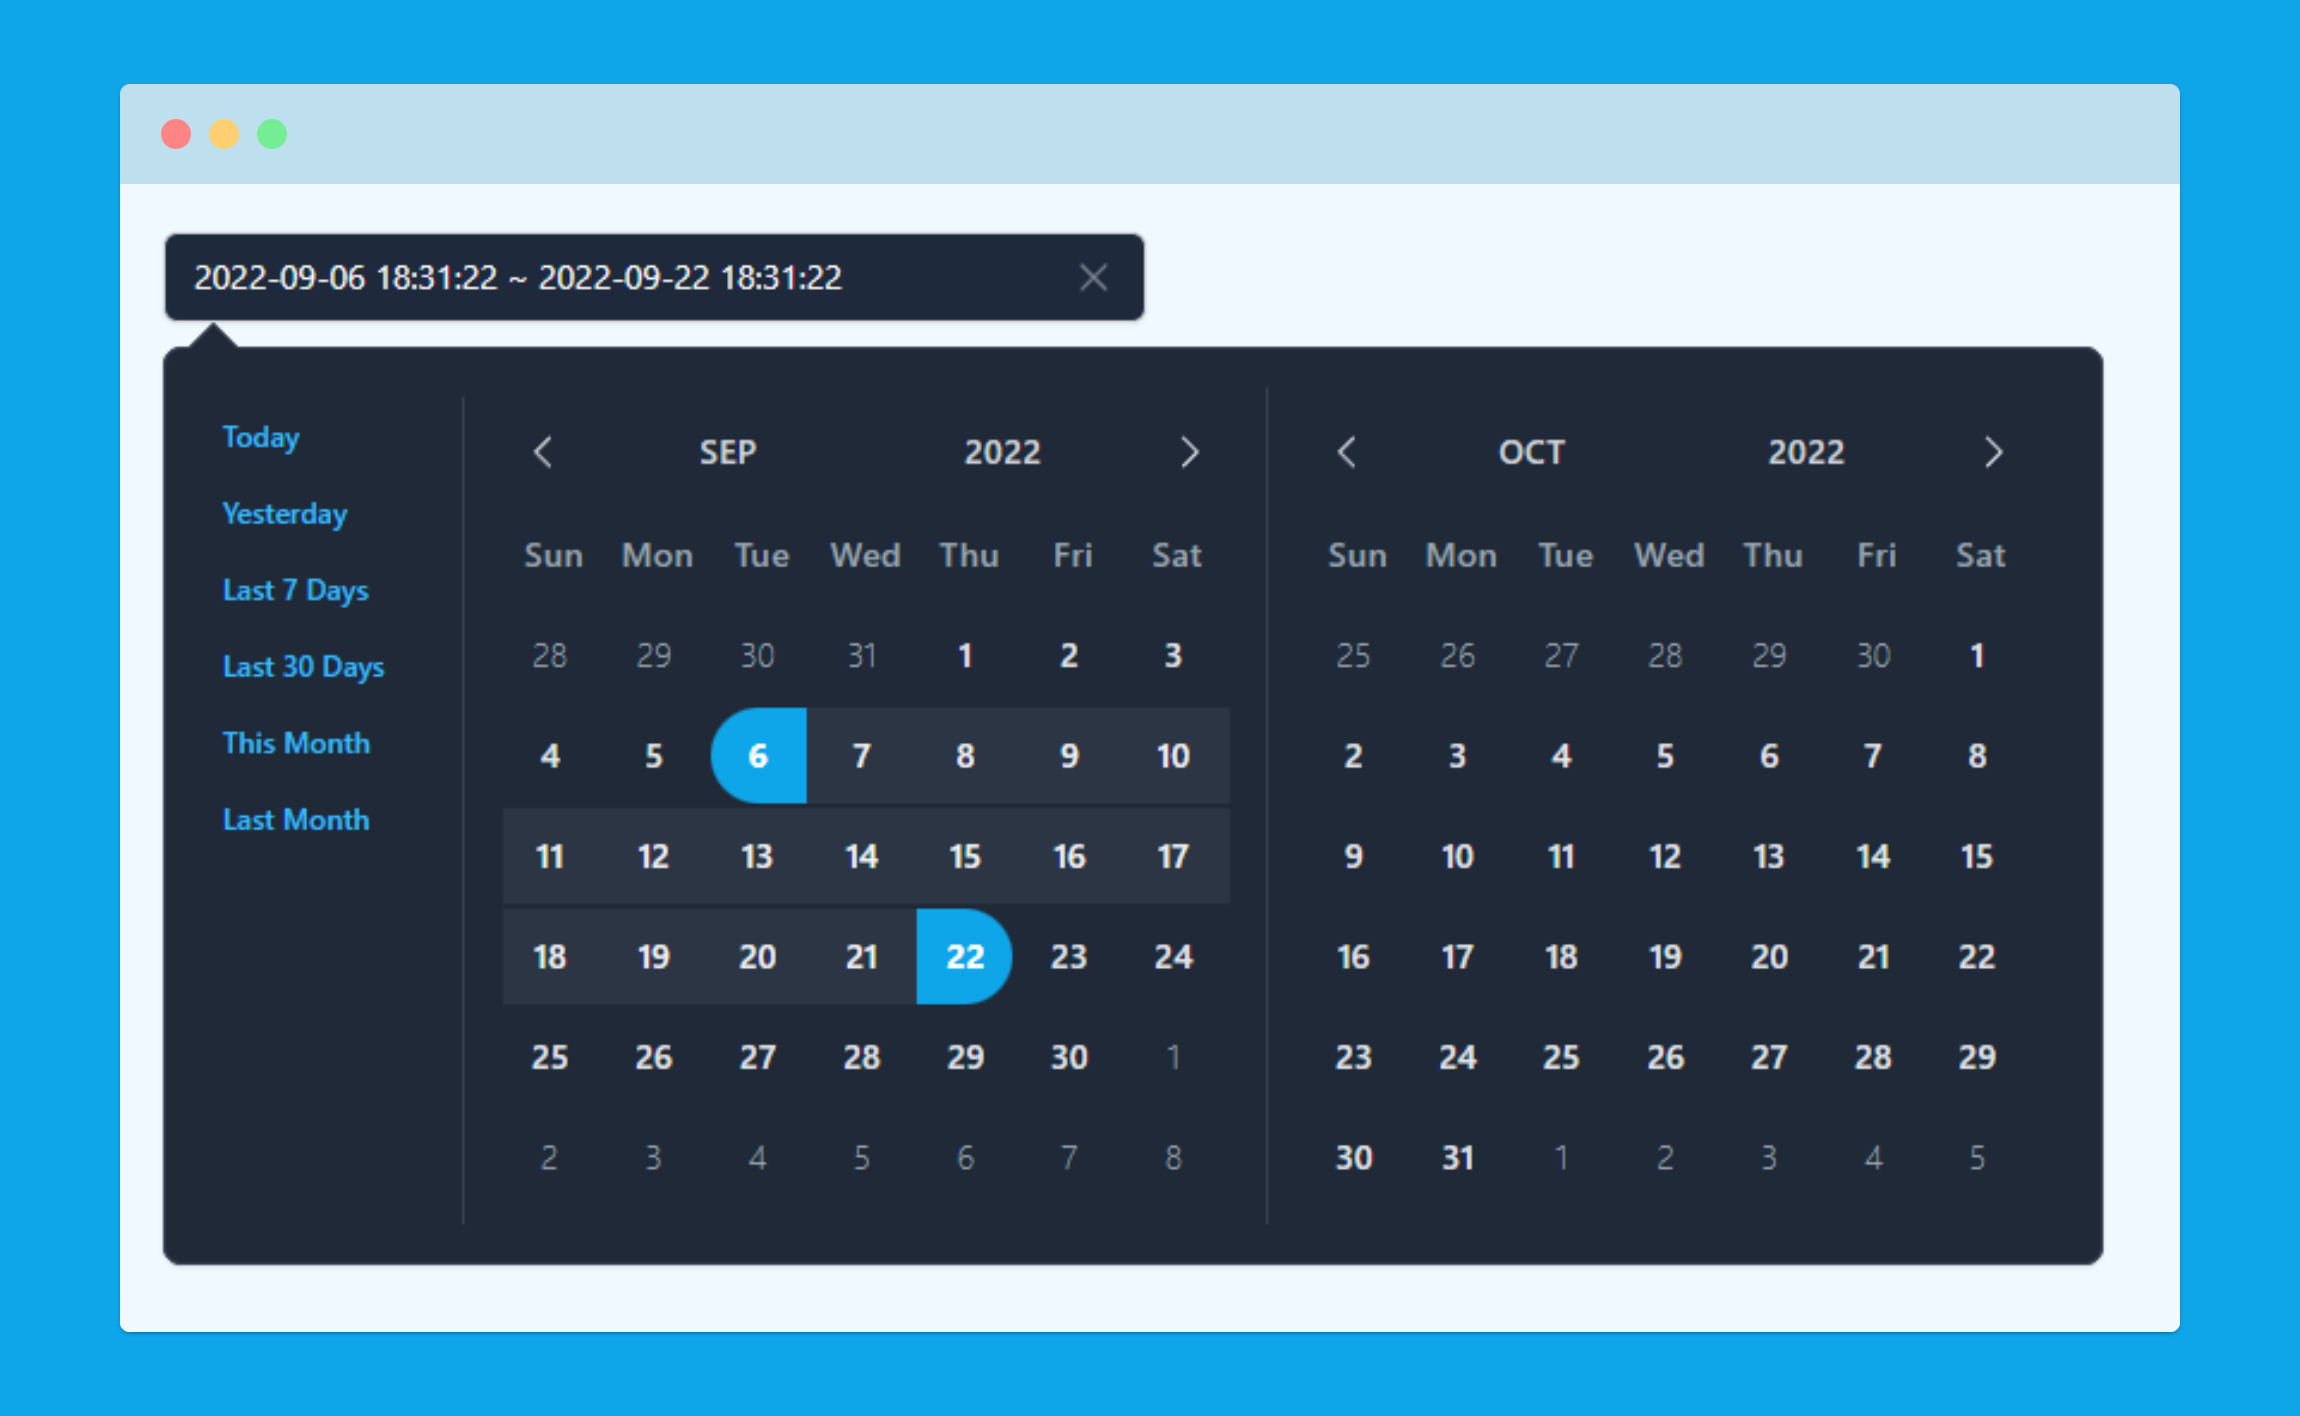 2022-09-06 18:31:22 ~ 2022-09-22 18:31:22
Today
Yesterday
Last 7 Days
Last 30 Days
This Month
Last Month
SEP 2022
Sun Mon Tue Wed Thu Fri Sat
28 29 30 31 1 2 3
4 5 6 7 8 9 10
11 12 13 14 15 16 17
18 19 20 21 22 23 24
25 26 27 28 29 30 1
2 3 4 5 6 7 8
OCT 2022
Sun Mon Tue Wed Thu Fri Sat
25 26 27 28 29 30 1
2 3 4 5 6 7 8
9 10 11 12 13 14 15
16 17 18 19 20 21 22
23 24 25 26 27 28 29
30 31 1 2 3 4 5